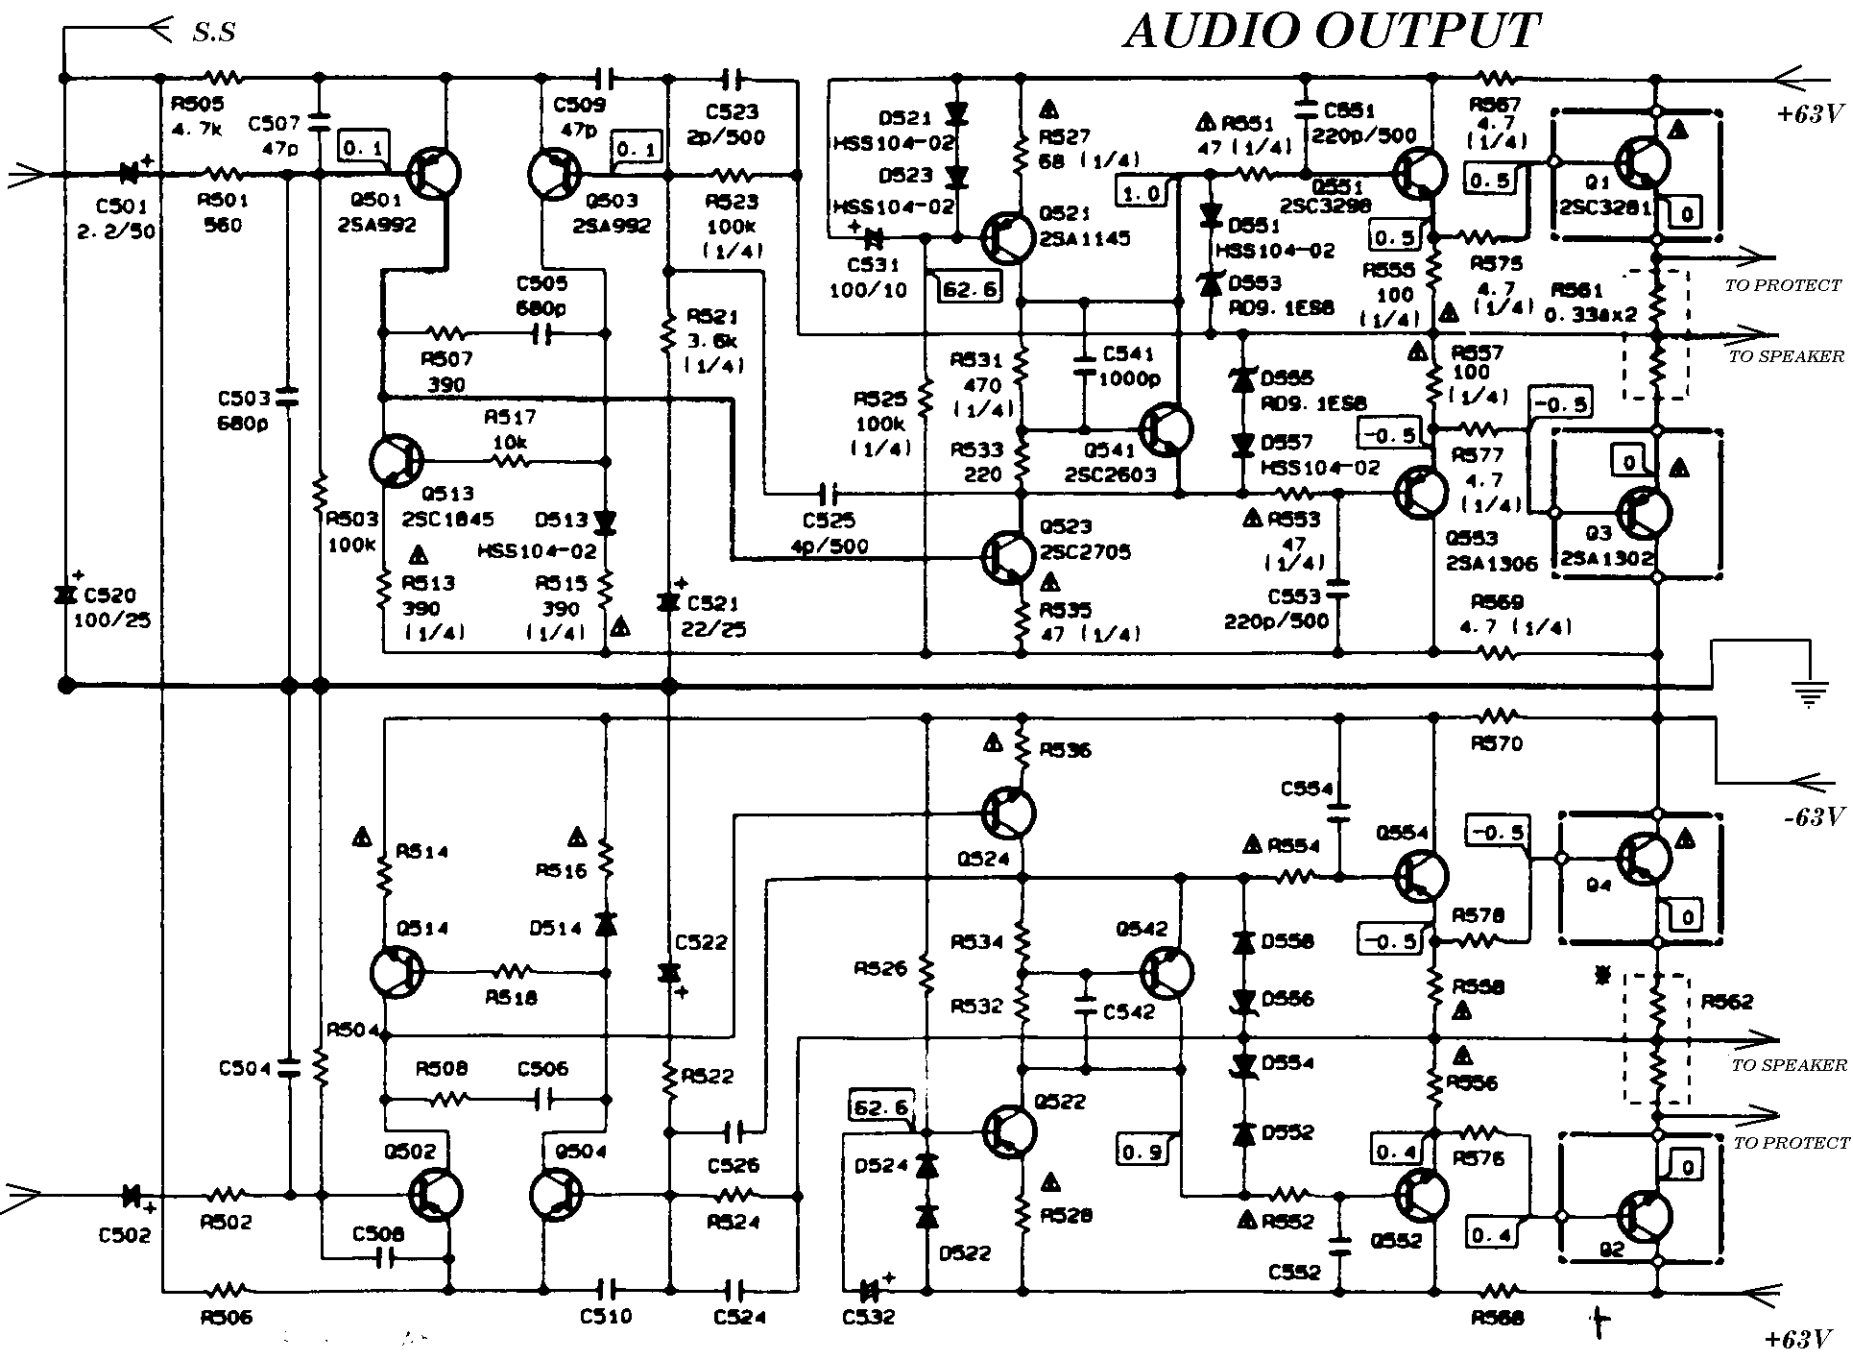 AUDIO OUTPUT
S.S
R505
4.7k
C507
47p
0.1
C509
47p
0.1
C523
2p/500
D521
HSS104-02
D523
HSS104-02
R527
68 (1/4)
R551
47 (1/4)
C551
220p/500
R567
4.7
(1/4)
+63V
C501
2.2/50
R501
560
Q501
2SA992
Q503
2SA992
R523
100k
(1/4)
C531
100/10
62.6
Q521
2SA1145
1.0
D551
HSS104-02
D553
RD9.1ESB
Q551
2SC3298
0.5
0.5
Q1
2SC3281
0
R555
100
(1/4)
R575
4.7
(1/4)
R561
0.33Ωx2
TO PROTECT
TO SPEAKER
C505
680p
R507
390
R521
3.6k
(1/4)
C503
680p
R517
10k
R525
100k
(1/4)
R531
470
(1/4)
C541
1000p
R533
220
Q541
2SC2603
D555
RD9.1ESB
D557
HSS104-02
R557
100
(1/4)
-0.5
-0.5
R577
4.7
(1/4)
0
Q3
2SA1302
R503
100k
Q513
2SC1845
D513
HSS104-02
C525
4p/500
Q523
2SC2705
R553
47
(1/4)
Q553
2SA1306
C520
100/25
R513
390
(1/4)
R515
390
(1/4)
C521
22/25
R535
47 (1/4)
C553
220p/500
R569
4.7 (1/4)
R536
R570
-63V
R514
R516
Q524
C554
R554
Q554
-0.5
Q4
0
Q514
D514
C522
R518
R526
R534
R532
Q542
C542
D558
D556
R578
-0.5
R558
R562
TO SPEAKER
R504
C504
R508
C506
R522
D554
R556
62.6
Q522
Q502
Q504
C526
D524
0.9
D552
0.4
R576
0
TO PROTECT
C502
R502
C508
R524
D522
R528
R552
Q552
C552
0.4
Q2
R506
C510
C524
C532
R568
+63V